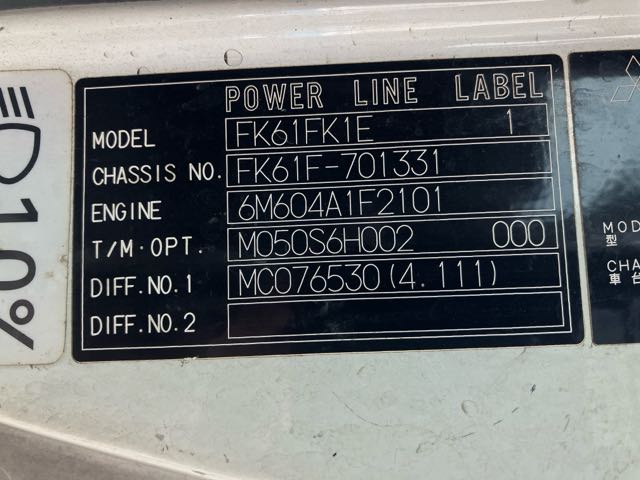 POWER LINE LABEL
MODEL FK61FK1E 1
CHASSIS NO. FK61F-701331
ENGINE 6M604A1F2101
T/M·OPT. M050S6H002 000
DIFF.NO.1 MC076530(4.111)
DIFF.NO.2
10%
MOD
型
CHA
車台